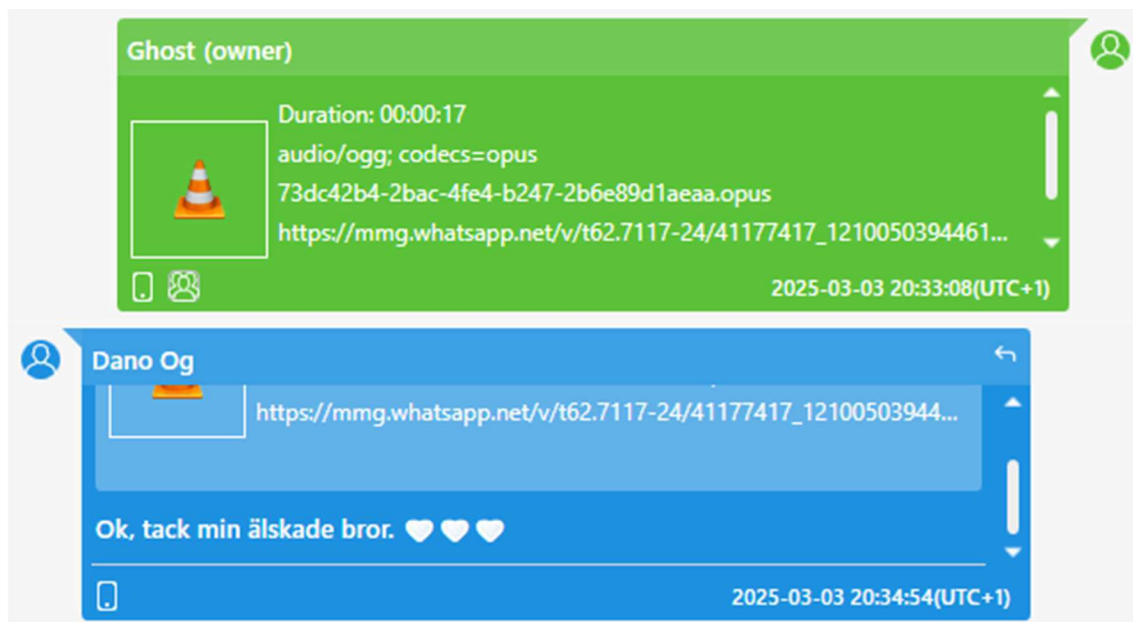 Ghost (owner)
Duration: 00:00:17
audio/ogg; codecs=opus
73dc42b4-2bac-4fe4-b247-2b6e89d1aeaa.opus
https://mmg.whatsapp.net/v/t62.7117-24/41177417_1210050394461...
2025-03-03 20:33:08(UTC+1)
Dano Og
https://mmg.whatsapp.net/v/t62.7117-24/41177417_12100503944...
Ok, tack min älskade bror. 🤍🤍🤍
2025-03-03 20:34:54(UTC+1)